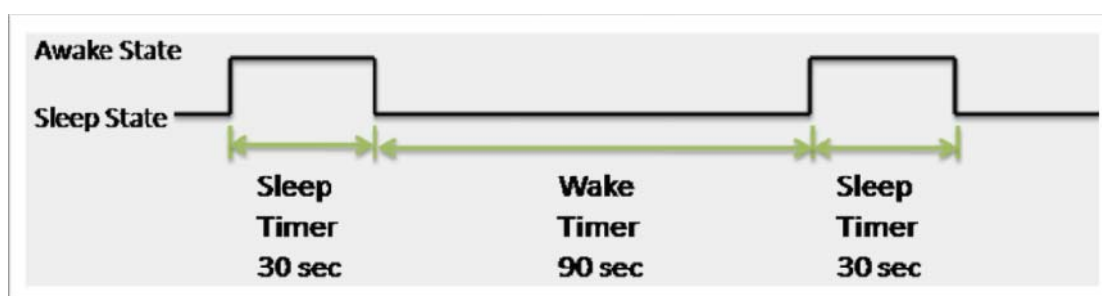 Awake State
Sleep State
Sleep
Timer
30 sec
Wake
Timer
90 sec
Sleep
Timer
30 sec